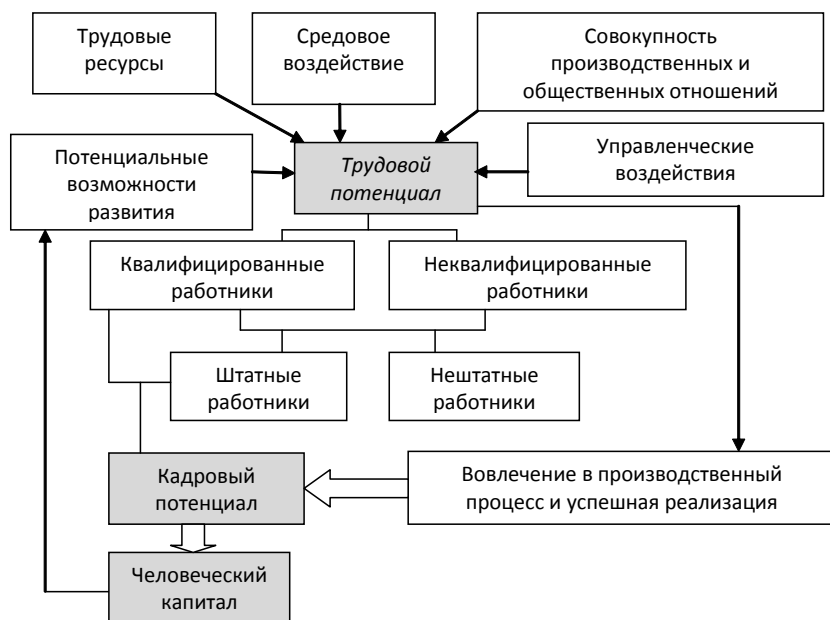 Трудовые
ресурсы
Средовое
воздействие
Совокупность
производственных и
общественных отношений
Потенциальные
возможности
развития
Трудовой
потенциал
Управленческие
воздействия
Квалифицированные
работники
Неквалифицированные
работники
Штатные
работники
Нештатные
работники
Кадровый
потенциал
Вовлечение в производственный
процесс и успешная реализация
Человеческий
капитал